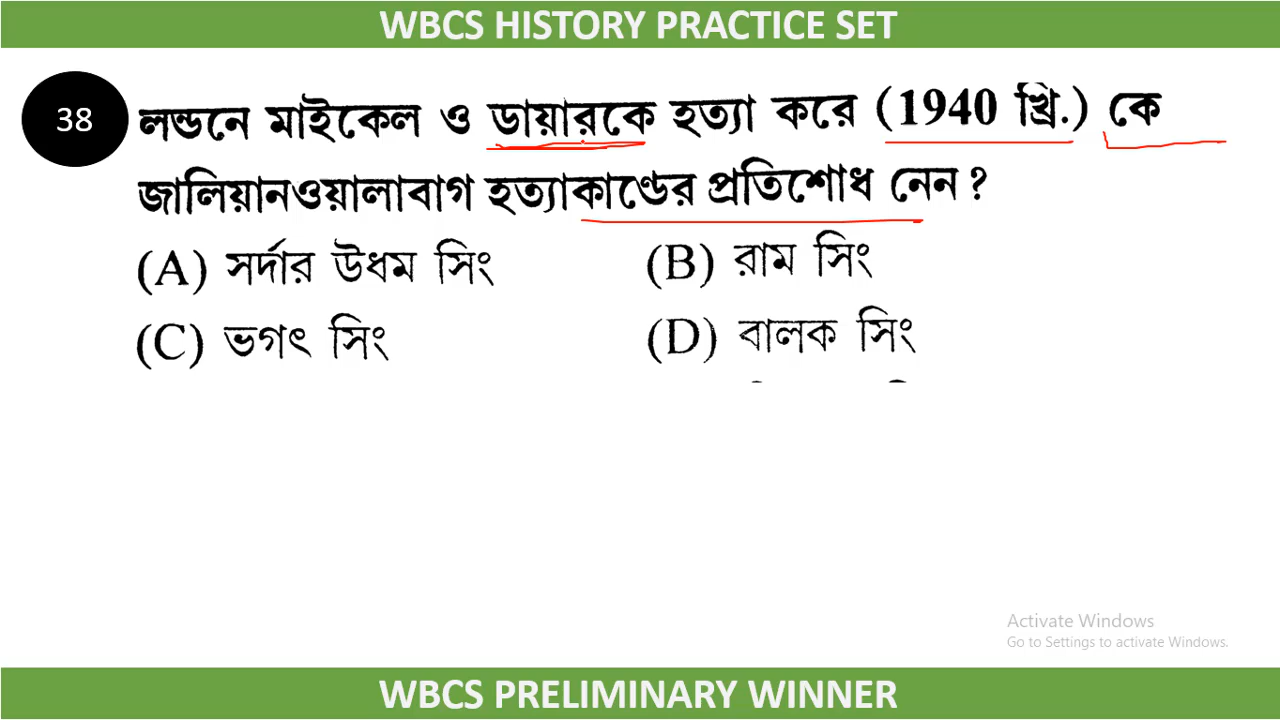 WBCS HISTORY PRACTICE SET
38
লন্ডনে মাইকেল ও ডায়ারকে হত্যা করে (1940 খ্রি.) কে
জালিয়ানওয়ালাবাগ হত্যাকাণ্ডের প্রতিশোধ নেন ?
(A) সর্দার উধম সিং (B) রাম সিং
(C) ভগৎ সিং (D) বালক সিং
Activate Windows
Go to Settings to activate Windows.
WBCS PRELIMINARY WINNER